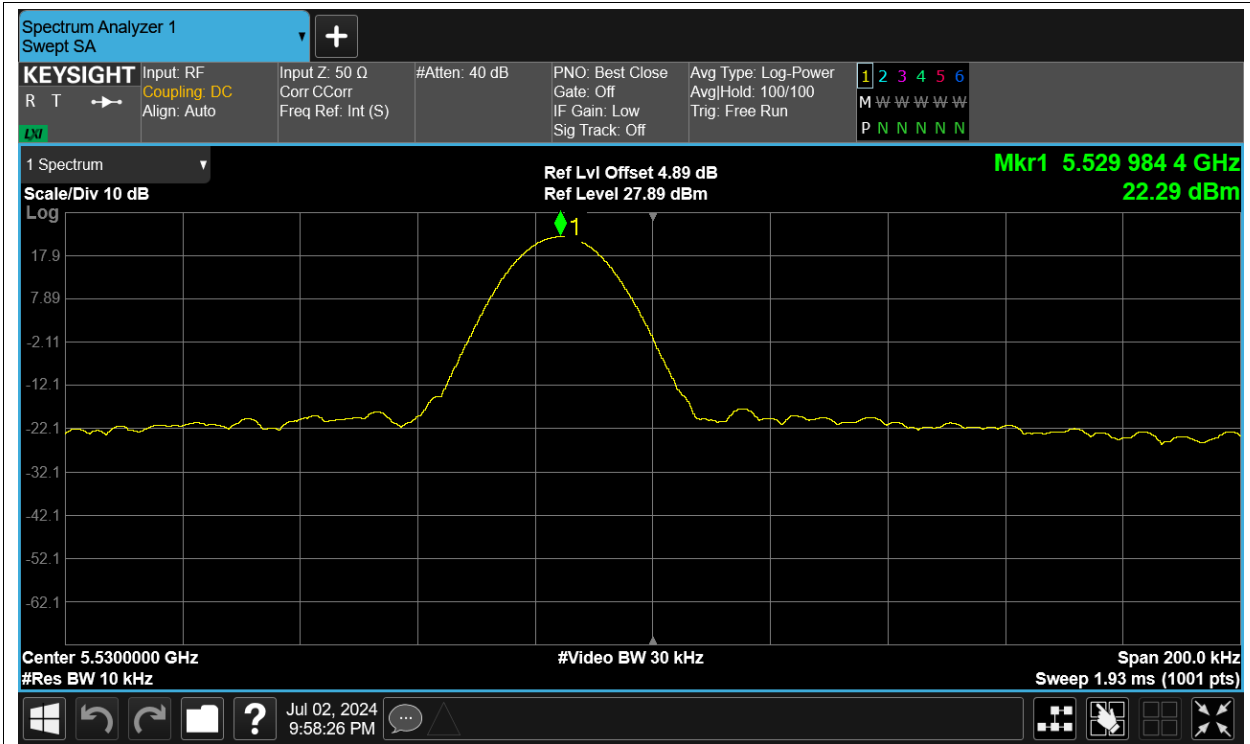 Spectrum Analyzer 1
Swept SA
KEYSIGHT
R T
LXI
Input: RF
Coupling: DC
Align: Auto
Input Z: 50 Ω
Corr CCorr
Freq Ref: Int (S)
#Atten: 40 dB
PNO: Best Close
Gate: Off
IF Gain: Low
Sig Track: Off
Avg Type: Log-Power
Avg|Hold: 100/100
Trig: Free Run
1 2 3 4 5 6
M W W W W W
P N N N N N
1 Spectrum
Scale/Div 10 dB
Log
Ref Lvl Offset 4.89 dB
Ref Level 27.89 dBm
Mkr1 5.529 984 4 GHz
22.29 dBm
1
17.9
7.89
-2.11
-12.1
-22.1
-32.1
-42.1
-52.1
-62.1
Center 5.5300000 GHz
#Video BW 30 kHz
Span 200.0 kHz
#Res BW 10 kHz
Sweep 1.93 ms (1001 pts)
?
Jul 02, 2024
9:58:26 PM